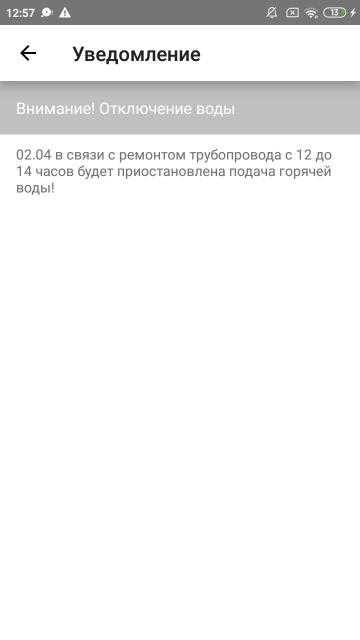 12:57
13
Уведомление
Внимание! Отключение воды
02.04 в связи с ремонтом трубопровода с 12 до
14 часов будет приостановлена подача горячей
воды!